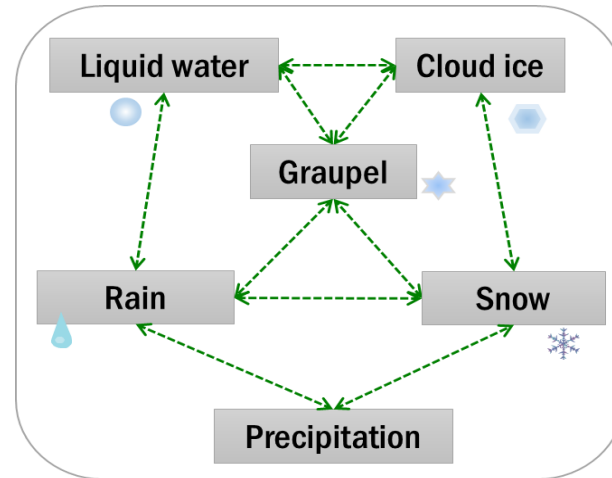 Liquid water
Cloud ice
Graupel
Rain
Snow
Precipitation